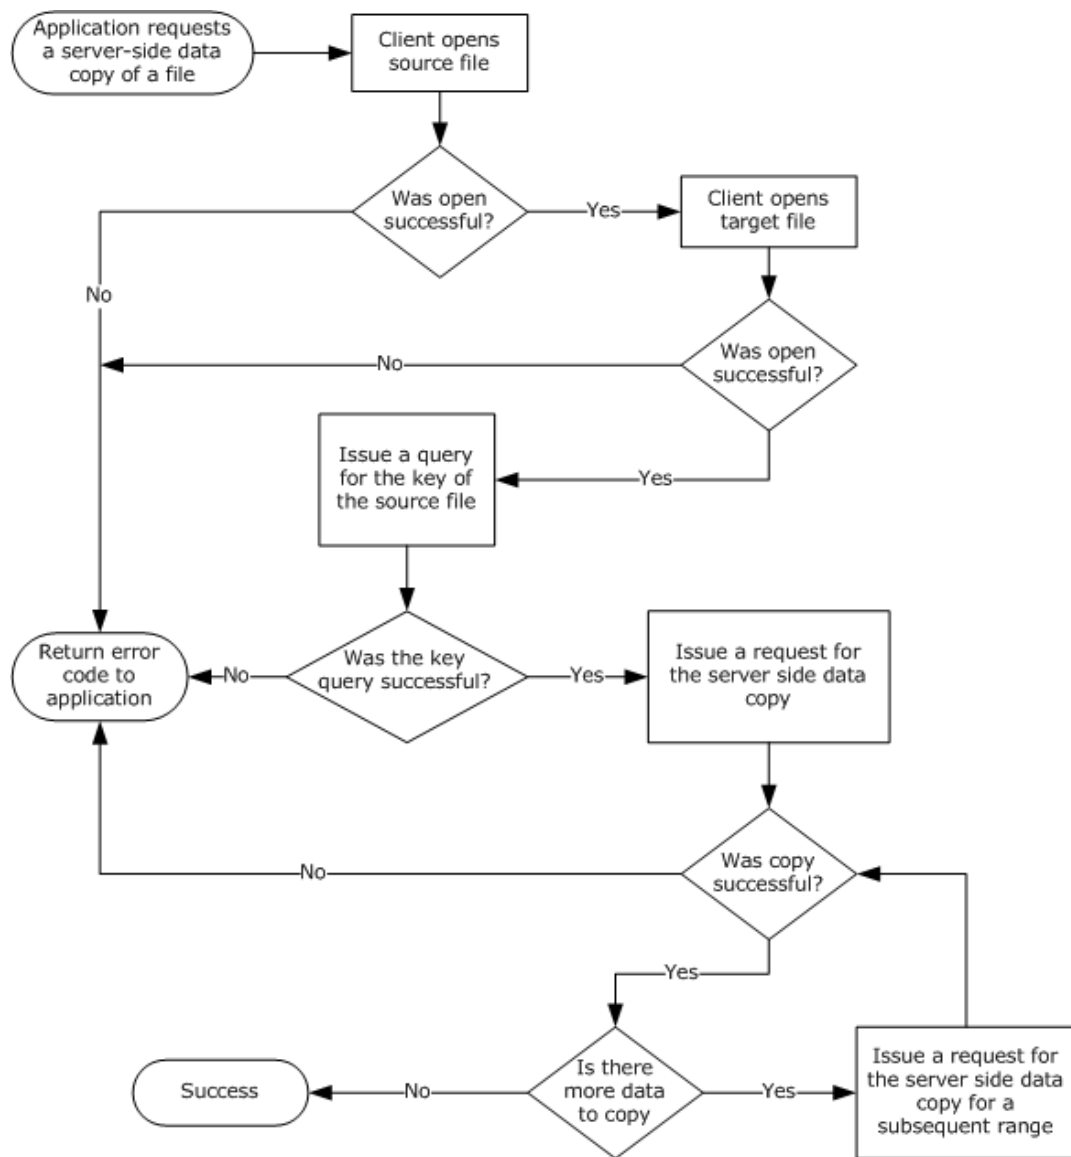 Application requests
a server-side data
copy of a file
Client opens
source file
Was open
successful?
Yes
Client opens
target file
No
Was open
successful?
No
Issue a query
for the key of
the source file
Yes
Return error
code to
application
No
Was the key
query successful?
Yes
Issue a request for
the server side data
copy
Was copy
successful?
No
Yes
Success
No
Is there
more data
to copy
Yes
Issue a request for
the server side data
copy for a
subsequent range